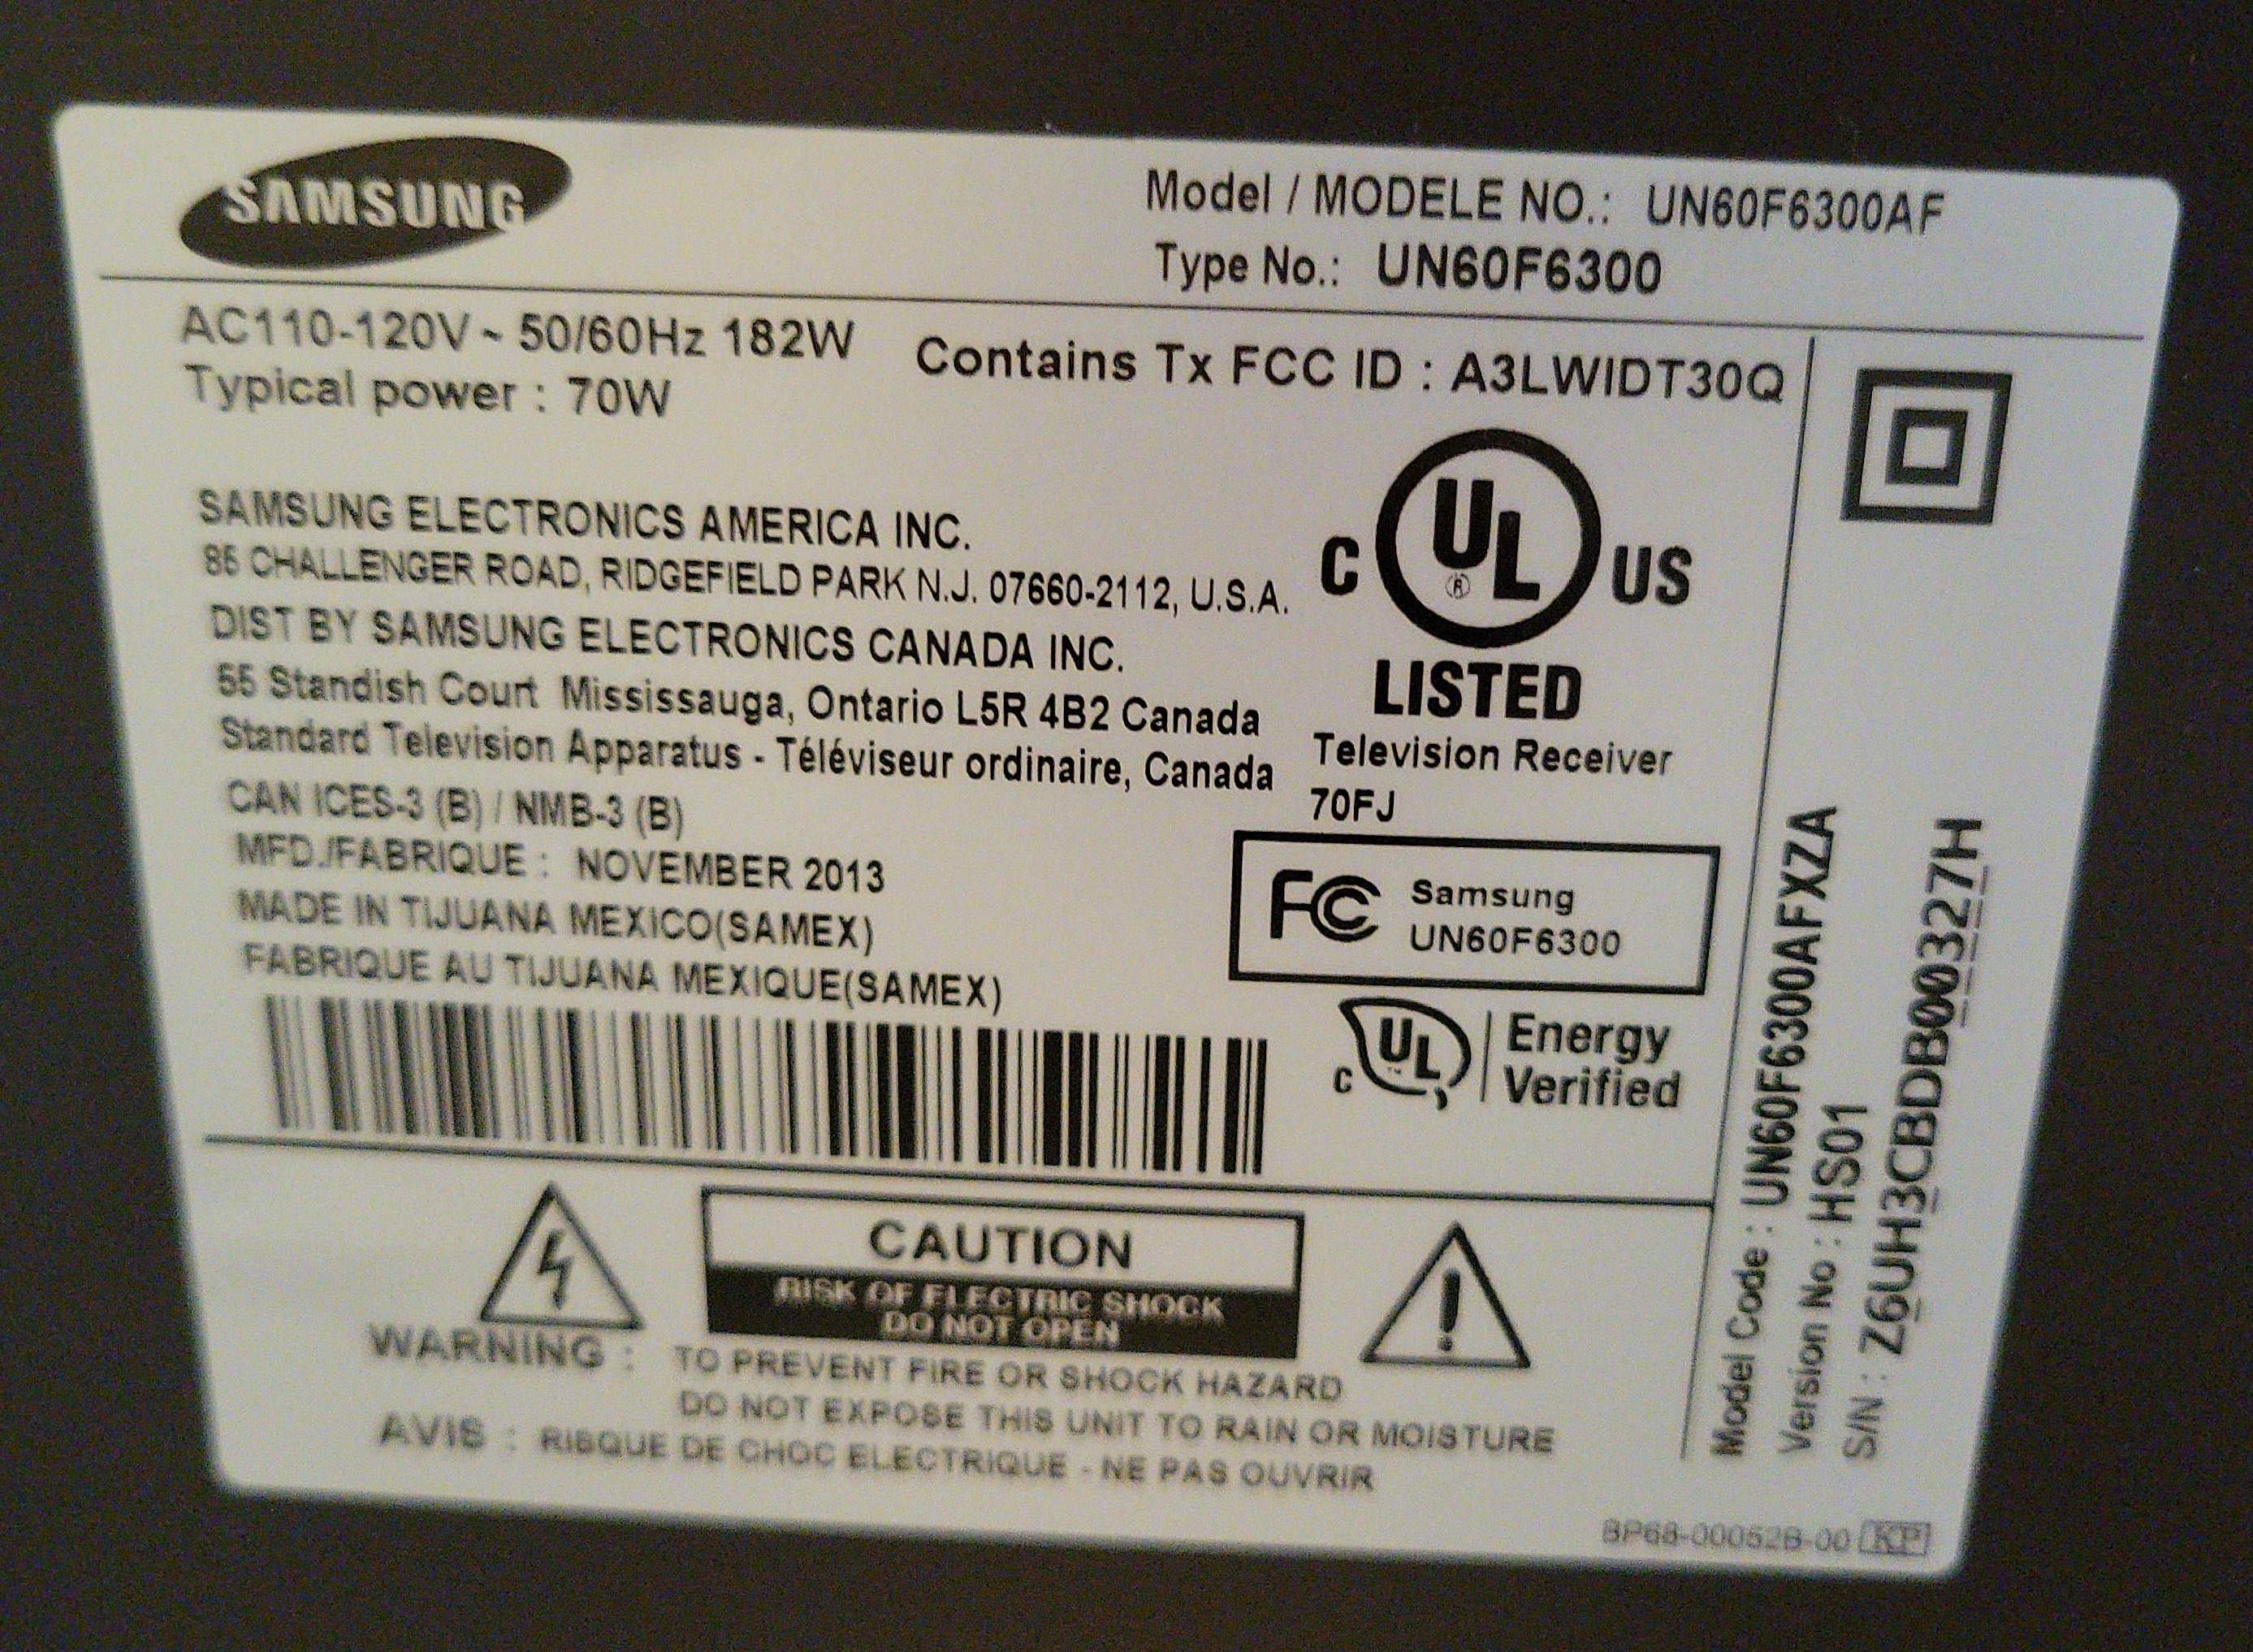 SAMSUNG
Model / MODELE NO.: UN60F6300AF
Type No.: UN60F6300
AC110-120V ~ 50/60Hz 182W
Typical power : 70W
Contains Tx FCC ID : A3LWIDT30Q
SAMSUNG ELECTRONICS AMERICA INC.
85 CHALLENGER ROAD, RIDGEFIELD PARK N.J. 07660-2112, U.S.A.
DIST BY SAMSUNG ELECTRONICS CANADA INC.
55 Standish Court Mississauga, Ontario L5R 4B2 Canada
Standard Television Apparatus - Téléviseur ordinaire, Canada
CAN ICES-3 (B) / NMB-3 (B)
MFD./FABRIQUE : NOVEMBER 2013
MADE IN TIJUANA MEXICO(SAMEX)
FABRIQUE AU TIJUANA MEXIQUE(SAMEX)
C UL ® US
LISTED
Television Receiver
70FJ
FC Samsung
UN60F6300
c UL Energy
Verified
CAUTION
RISK OF ELECTRIC SHOCK
DO NOT OPEN
WARNING : TO PREVENT FIRE OR SHOCK HAZARD
DO NOT EXPOSE THIS UNIT TO RAIN OR MOISTURE
AVIS : RISQUE DE CHOC ELECTRIQUE - NE PAS OUVRIR
Model Code : UN60F6300AFXZA
Version No : HS01
S/N : Z6UH3CBDB00327H
BP68-00052B-00 KP